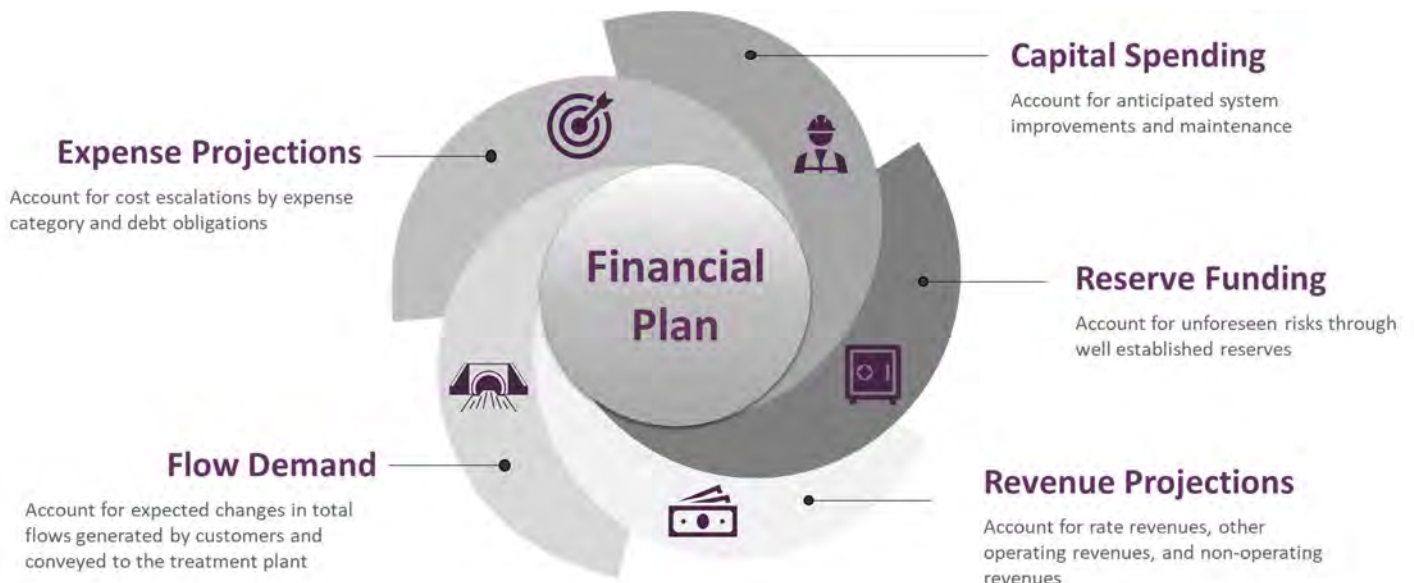 Capital Spending
Account for anticipated system
improvements and maintenance
Expense Projections
Account for cost escalations by expense
category and debt obligations
Financial
Plan
Reserve Funding
Account for unforeseen risks through
well established reserves
Flow Demand
Account for expected changes in total
flows generated by customers and
conveyed to the treatment plant
Revenue Projections
Account for rate revenues, other
operating revenues, and non-operating
revenues